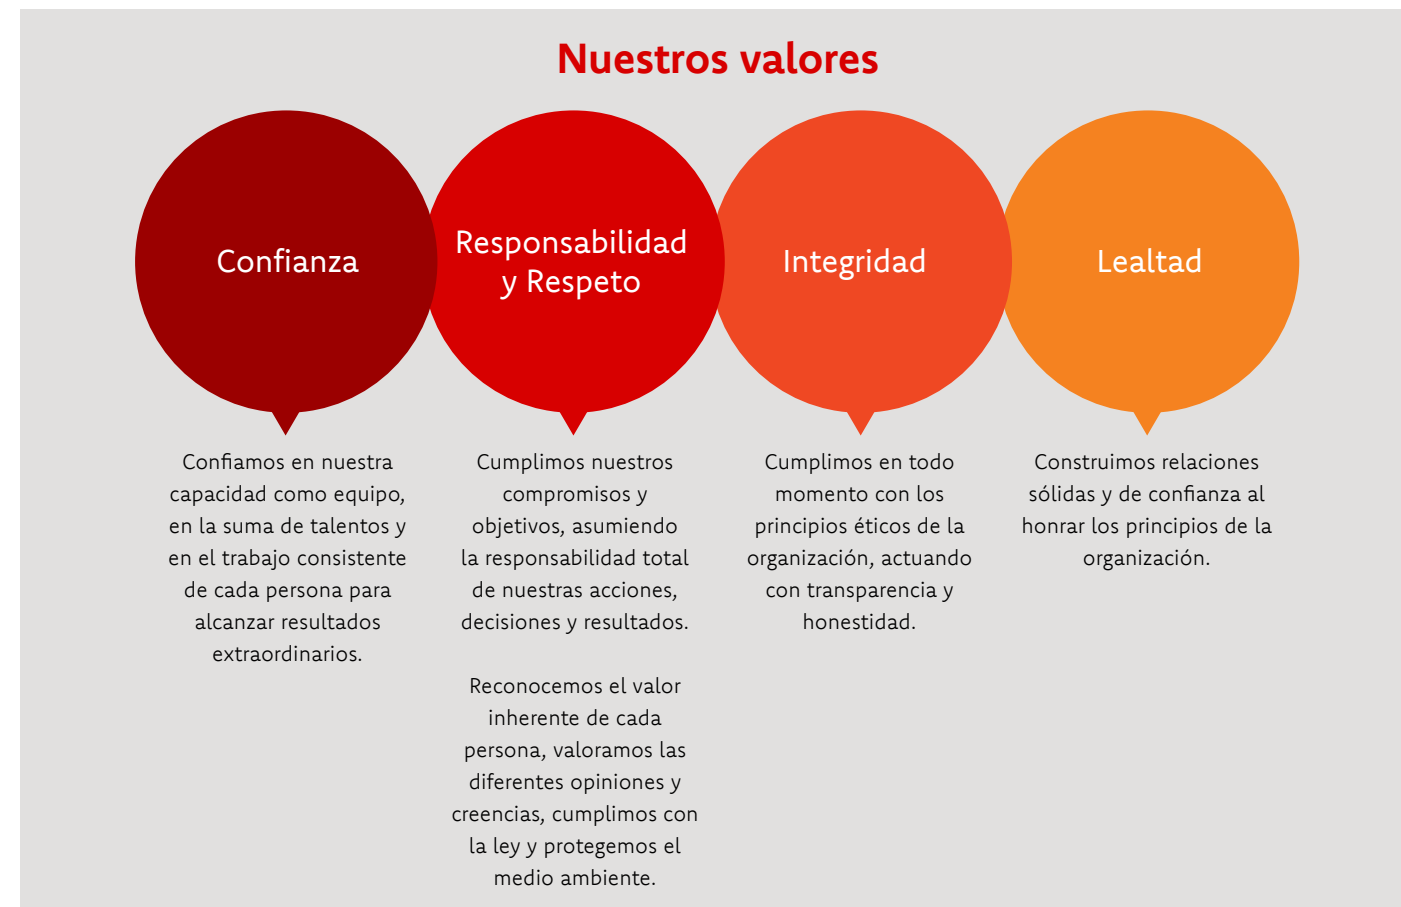 Nuestros valores
Confianza
Responsabilidad
y Respeto
Integridad
Lealtad
Confiamos en nuestra
capacidad como equipo,
en la suma de talentos y
en el trabajo consistente
de cada persona para
alcanzar resultados
extraordinarios.
Cumplimos nuestros
compromisos y
objetivos, asumiendo
la responsabilidad total
de nuestras acciones,
decisiones y resultados.
Reconocemos el valor
inherente de cada
persona, valoramos las
diferentes opiniones y
creencias, cumplimos con
la ley y protegemos el
medio ambiente.
Cumplimos en todo
momento con los
principios éticos de la
organización, actuando
con transparencia y
honestidad.
Construimos relaciones
sólidas y de confianza al
honrar los principios de la
organización.